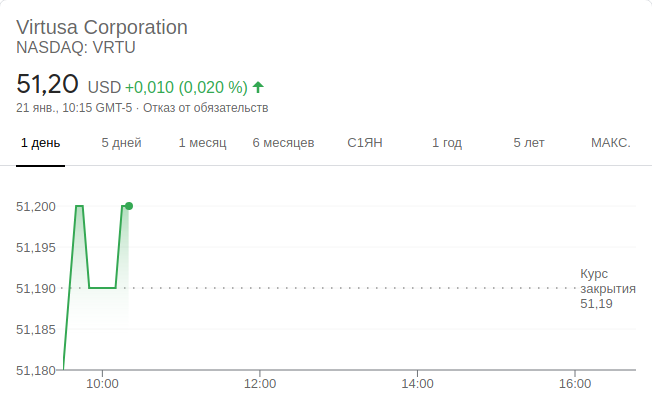 Virtusa Corporation
NASDAQ: VRTU
51,20 USD +0,010 (0,020 %)
21 янв., 10:15 GMT-5 · Отказ от обязательств
1 день 5 дней 1 месяц 6 месяцев С1ЯН 1 год 5 лет МАКС.
51,200
51,195
51,190
51,185
51,180
Курс
закрытия
51,19
10:00 12:00 14:00 16:00